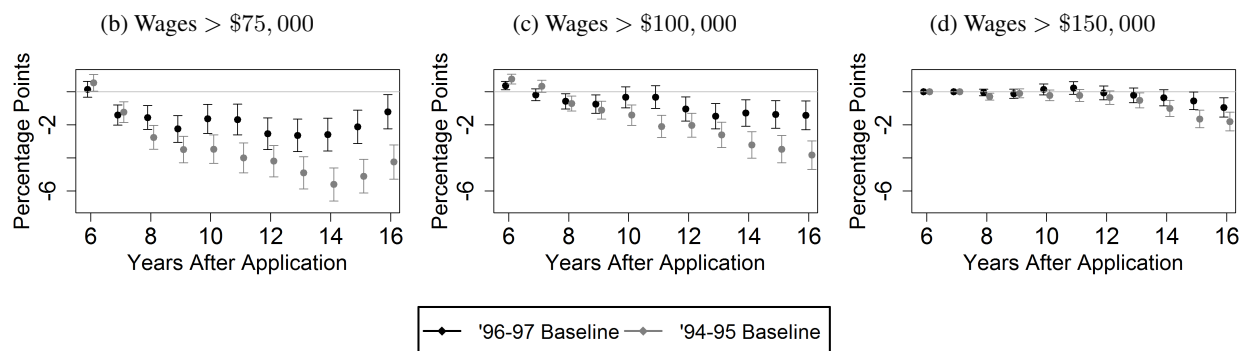 (b) Wages > $75,000
(c) Wages > $100,000
(d) Wages > $150,000
Percentage Points
-2
-6
6 8 10 12 14 16
Years After Application
Percentage Points
-2
-6
6 8 10 12 14 16
Years After Application
Percentage Points
-2
-6
6 8 10 12 14 16
Years After Application
'96-97 Baseline
'94-95 Baseline